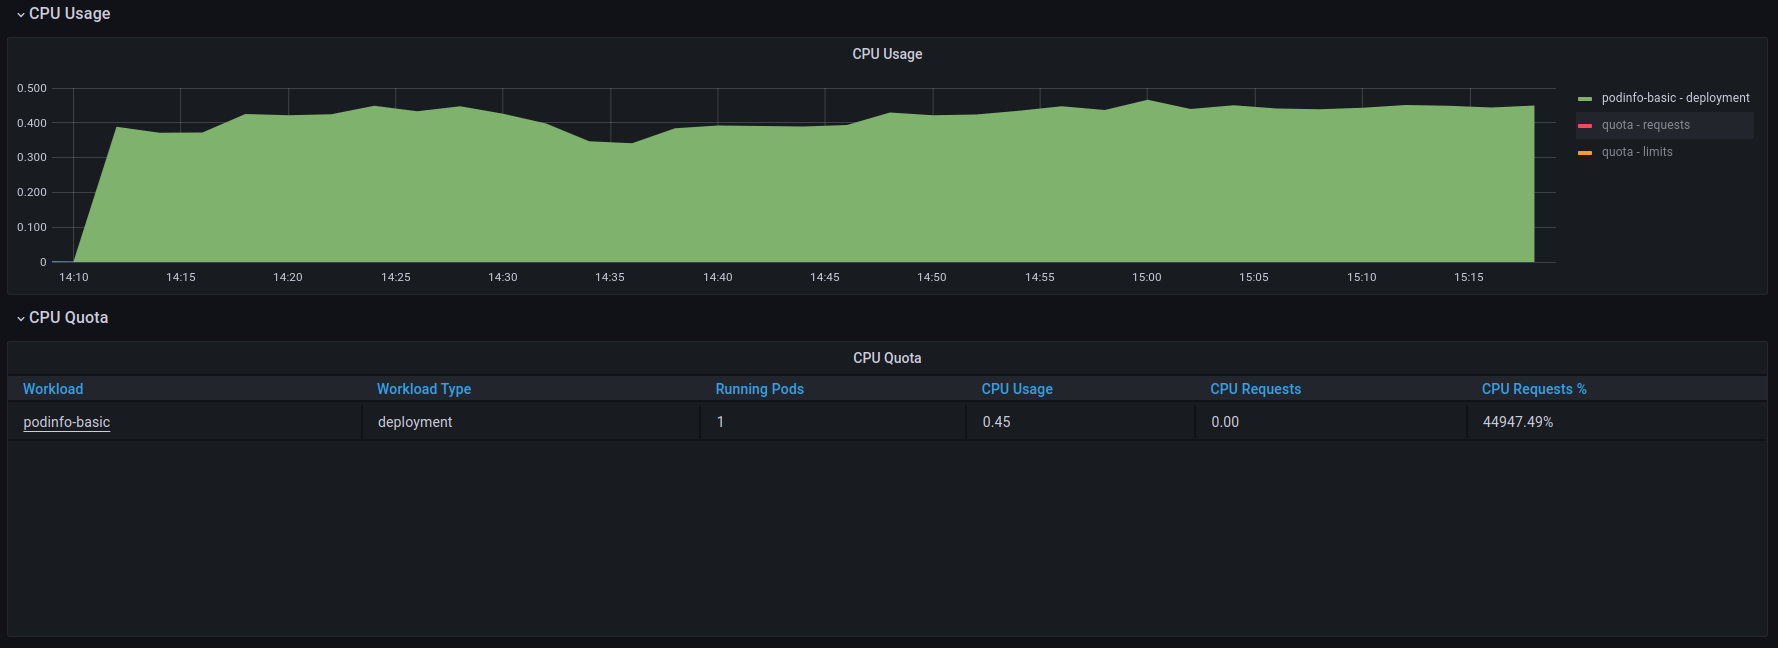 CPU Usage
CPU Usage
0.500
0.400
0.300
0.200
0.100
0
14:10 14:15 14:20 14:25 14:30 14:35 14:40 14:45 14:50 14:55 15:00 15:05 15:10 15:15
podinfo-basic - deployment
quota - requests
quota - limits
CPU Quota
CPU Quota
Workload Workload Type Running Pods CPU Usage CPU Requests CPU Requests %
podinfo-basic deployment 1 0.45 0.00 44947.49%